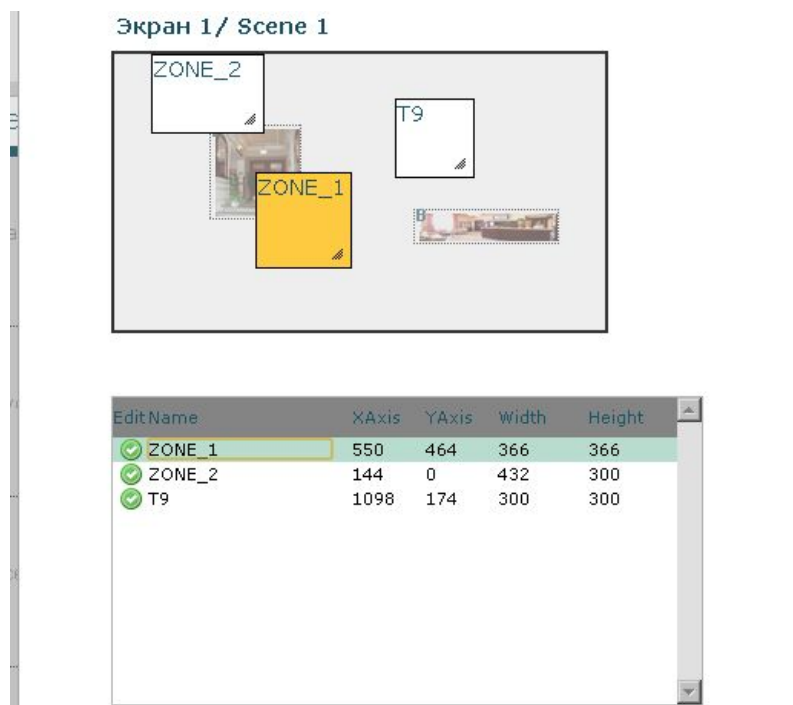 Экран 1/ Scene 1
ZONE_2
T9
ZONE_1
B
Edit Name XAxis YAxis Width Height
ZONE_1 550 464 366 366
ZONE_2 144 0 432 300
T9 1098 174 300 300